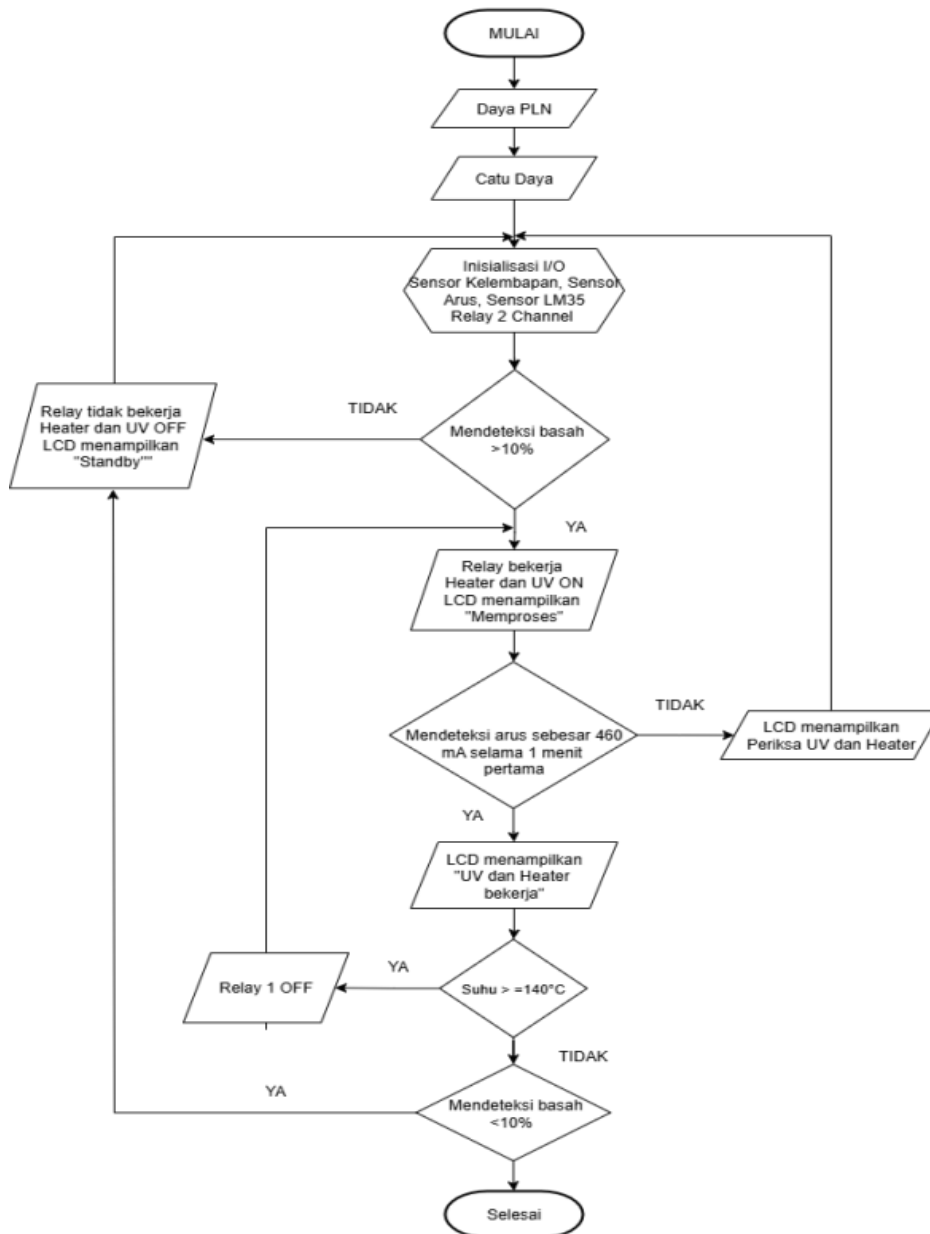 MULAI
Daya PLN
Catu Daya
Inisialisasi I/O
Sensor Kelembapan, Sensor
Arus, Sensor LM35
Relay 2 Channel
TIDAK
Mendeteksi basah
>10%
Relay tidak bekerja
Heater dan UV OFF
LCD menampilkan
"Standby""
YA
Relay bekerja
Heater dan UV ON
LCD menampilkan
"Memproses"
TIDAK
Mendeteksi arus sebesar 460
mA selama 1 menit
pertama
LCD menampilkan
Periksa UV dan Heater
YA
LCD menampilkan
"UV dan Heater
bekerja"
YA
Suhu > =140°C
Relay 1 OFF
TIDAK
YA
Mendeteksi basah
<10%
Selesai